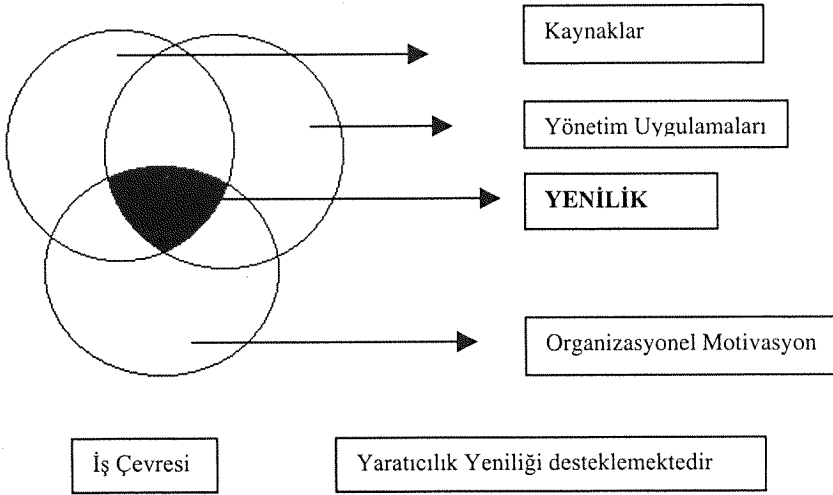 Kaynaklar
Yönetim Uygulamaları
YENİLİK
Organizasyonel Motivasyon
İş Çevresi
Yaratıcılık Yeniliği desteklemektedir